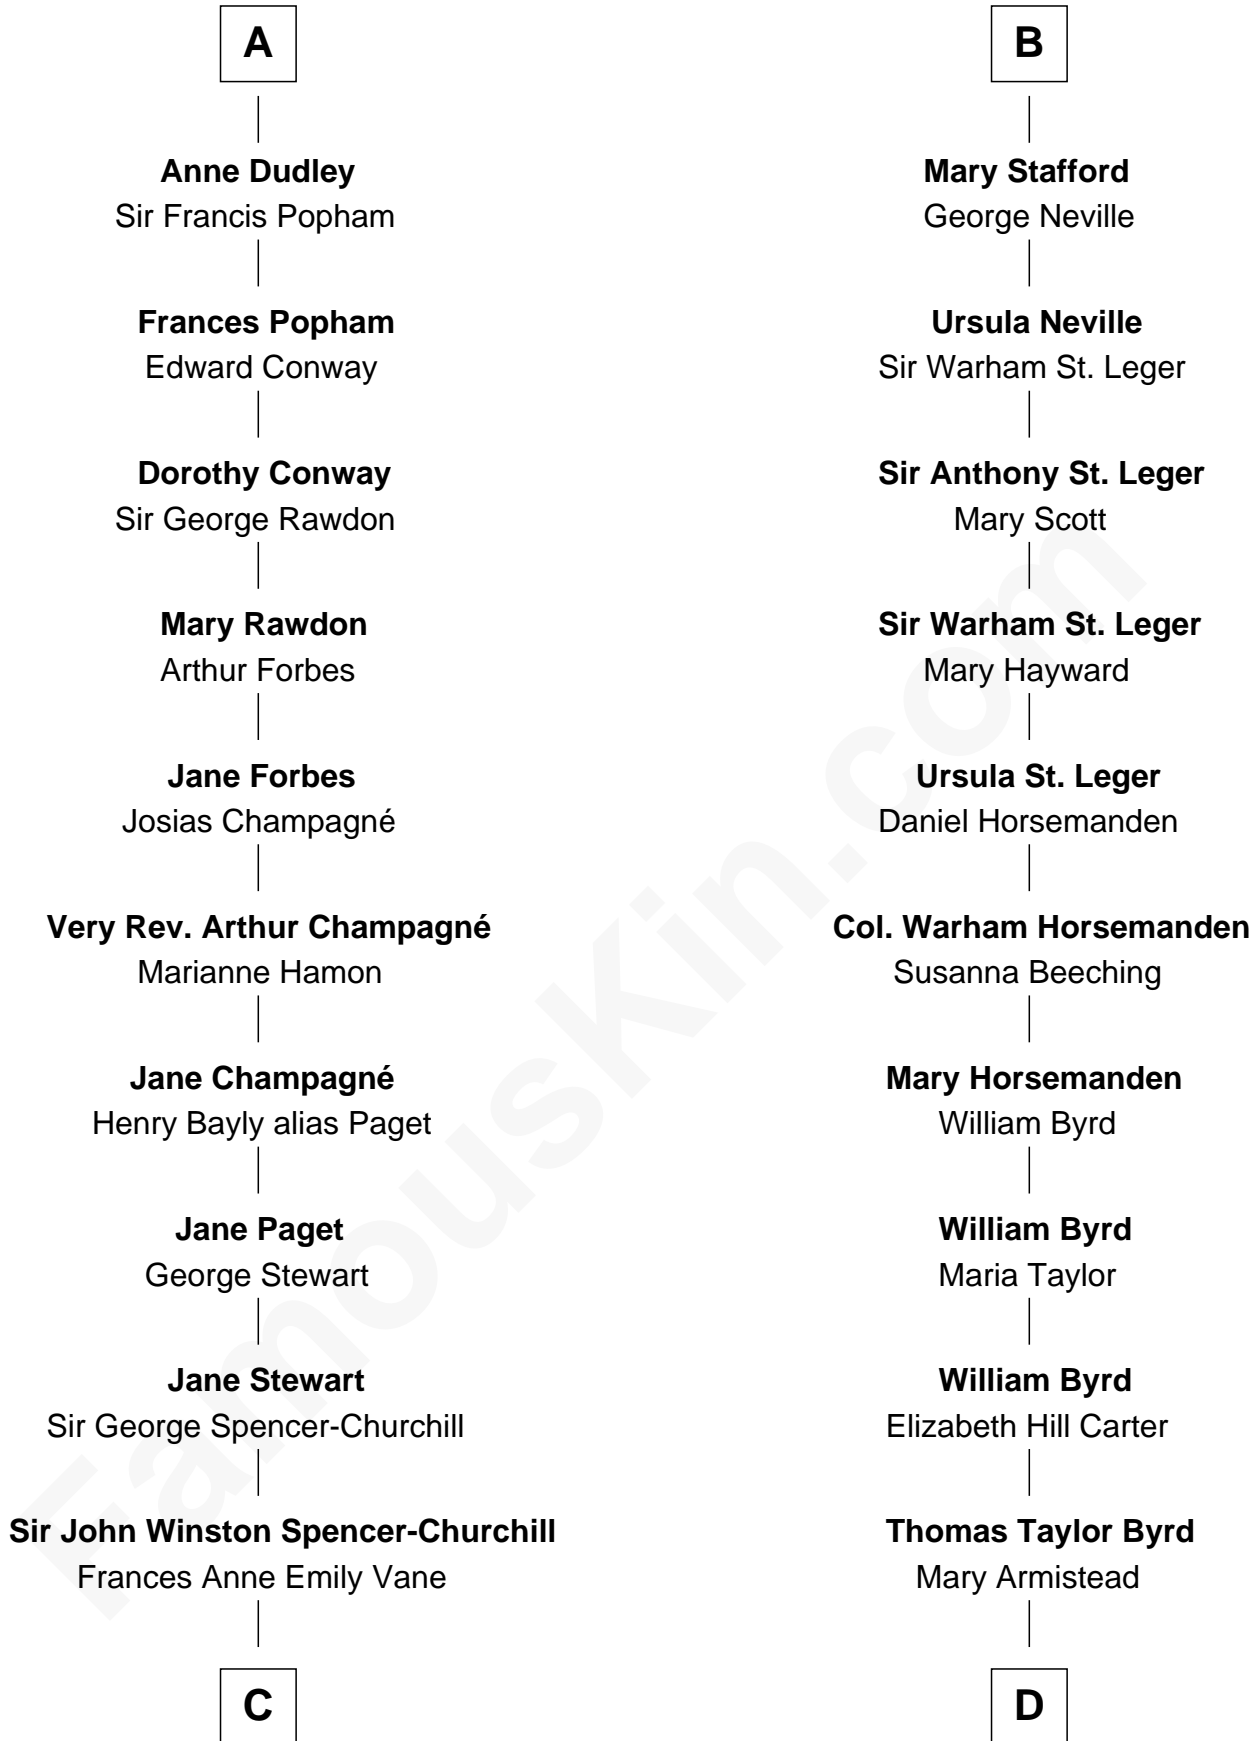 A
Anne Dudley
Sir Francis Popham
Frances Popham
Edward Conway
Dorothy Conway
Sir George Rawdon
Mary Rawdon
Arthur Forbes
Jane Forbes
Josias Champagné
Very Rev. Arthur Champagné
Marianne Hamon
Jane Champagné
Henry Bayly alias Paget
Jane Paget
George Stewart
Jane Stewart
Sir George Spencer-Churchill
Sir John Winston Spencer-Churchill
Frances Anne Emily Vane
C
B
Mary Stafford
George Neville
Ursula Neville
Sir Warham St. Leger
Sir Anthony St. Leger
Mary Scott
Sir Warham St. Leger
Mary Hayward
Ursula St. Leger
Daniel Horsemanden
Col. Warham Horsemanden
Susanna Beeching
Mary Horsemanden
William Byrd
William Byrd
Maria Taylor
William Byrd
Elizabeth Hill Carter
Thomas Taylor Byrd
Mary Armistead
D
FamousKin.com